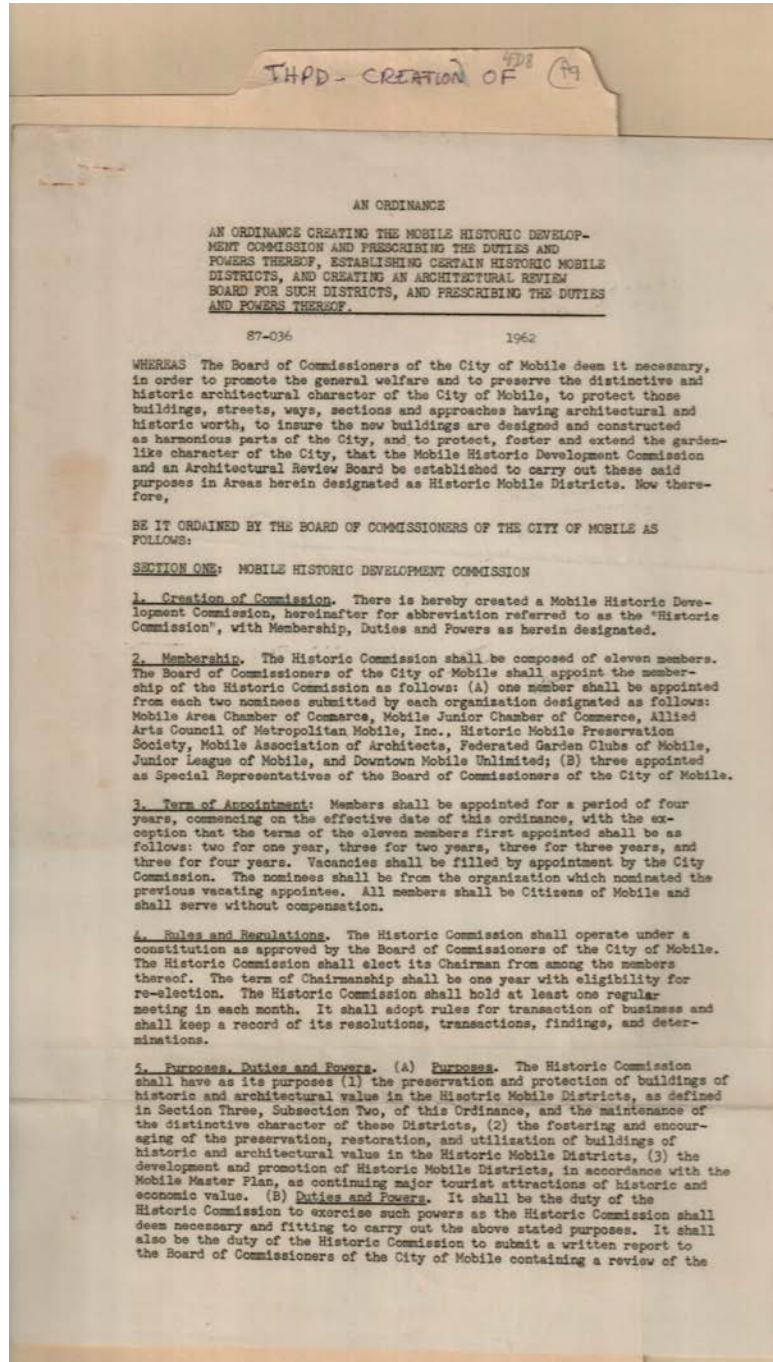 THPD - CREATION OF
4D8
A9
AN ORDINANCE
AN ORDINANCE CREATING THE MOBILE HISTORIC DEVELOP-
MENT COMMISSION AND PRESCRIBING THE DUTIES AND
POWERS THEREOF, ESTABLISHING CERTAIN HISTORIC MOBILE
DISTRICTS, AND CREATING AN ARCHITECTURAL REVIEW
BOARD FOR SUCH DISTRICTS, AND PRESCRIBING THE DUTIES
AND POWERS THEREOF.
87-036 1962
WHEREAS The Board of Commissioners of the City of Mobile deem it necessary,
in order to promote the general welfare and to preserve the distinctive and
historic architectural character of the City of Mobile, to protect those
buildings, streets, ways, sections and approaches having architectural and
historic worth, to insure the new buildings are designed and constructed
as harmonious parts of the City, and to protect, foster and extend the garden-
like character of the City, that the Mobile Historic Development Commission
and an Architectural Review Board be established to carry out these said
purposes in Areas herein designated as Historic Mobile Districts. Now there-
fore,
BE IT ORDAINED BY THE BOARD OF COMMISSIONERS OF THE CITY OF MOBILE AS
FOLLOWS:
SECTION ONE: MOBILE HISTORIC DEVELOPMENT COMMISSION
1. Creation of Commission. There is hereby created a Mobile Historic Deve-
lopment Commission, hereinafter for abbreviation referred to as the "Historic
Commission", with Membership, Duties and Powers as herein designated.
2. Membership. The Historic Commission shall be composed of eleven members.
The Board of Commissioners of the City of Mobile shall appoint the member-
ship of the Historic Commission as follows: (A) one member shall be appointed
from each two nominees submitted by each organization designated as follows:
Mobile Area Chamber of Commarce, Mobile Junior Chamber of Commerce, Allied
Arts Council of Metropolitan Mobile, Inc., Historic Mobile Preservation
Society, Mobile Association of Architects, Federated Garden Clubs of Mobile,
Junior League of Mobile, and Downtown Mobile Unlimited; (B) three appointed
as Special Representatives of the Board of Commissioners of the City of Mobile.
3. Term of Appointment: Members shall be appointed for a period of four
years, commencing on the effective date of this ordinance, with the ex-
ception that the terms of the eleven members first appointed shall be as
follows: two for one year, three for two years, three for three years, and
three for four years. Vacancies shall be filled by appointment by the City
Commission. The nominees shall be from the organization which nominated the
previous vacating appointee. All members shall be Citizens of Mobile and
shall serve without compensation.
4. Rules and Regulations. The Historic Commission shall operate under a
constitution as approved by the Board of Commissioners of the City of Mobile.
The Historic Commission shall elect its Chairman from among the members
thereof. The term of Chairmanship shall be one year with eligibility for
re-election. The Historic Commission shall hold at least one regular
meeting in each month. It shall adopt rules for transaction of business and
shall keep a record of its resolutions, transactions, findings, and deter-
minations.
5. Purposes, Duties and Powers. (A) Purposes. The Historic Commission
shall have as its purposes (1) the preservation and protection of buildings of
historic and architectural value in the Hisotric Mobile Districts, as defined
in Section Three, Subsection Two, of this Ordinance, and the maintenance of
the distinctive character of these Districts, (2) the fostering and encour-
aging of the preservation, restoration, and utilization of buildings of
historic and architectural value in the Historic Mobile Districts, (3) the
development and promotion of Historic Mobile Districts, in accordance with the
Mobile Master Plan, as continuing major tourist attractions of historic and
economic value. (B) Duties and Powers. It shall be the duty of the
Historic Commission to exercise such powers as the Historic Commission shall
deem necessary and fitting to carry out the above stated purposes. It shall
also be the duty of the Historic Commission to submit a written report to
the Board of Commissioners of the City of Mobile containing a review of the